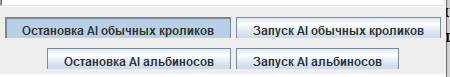 Остановка AI обычных кроликов Запуск AI обычных кроликов
Остановка AI альбиносов Запуск AI альбиносов